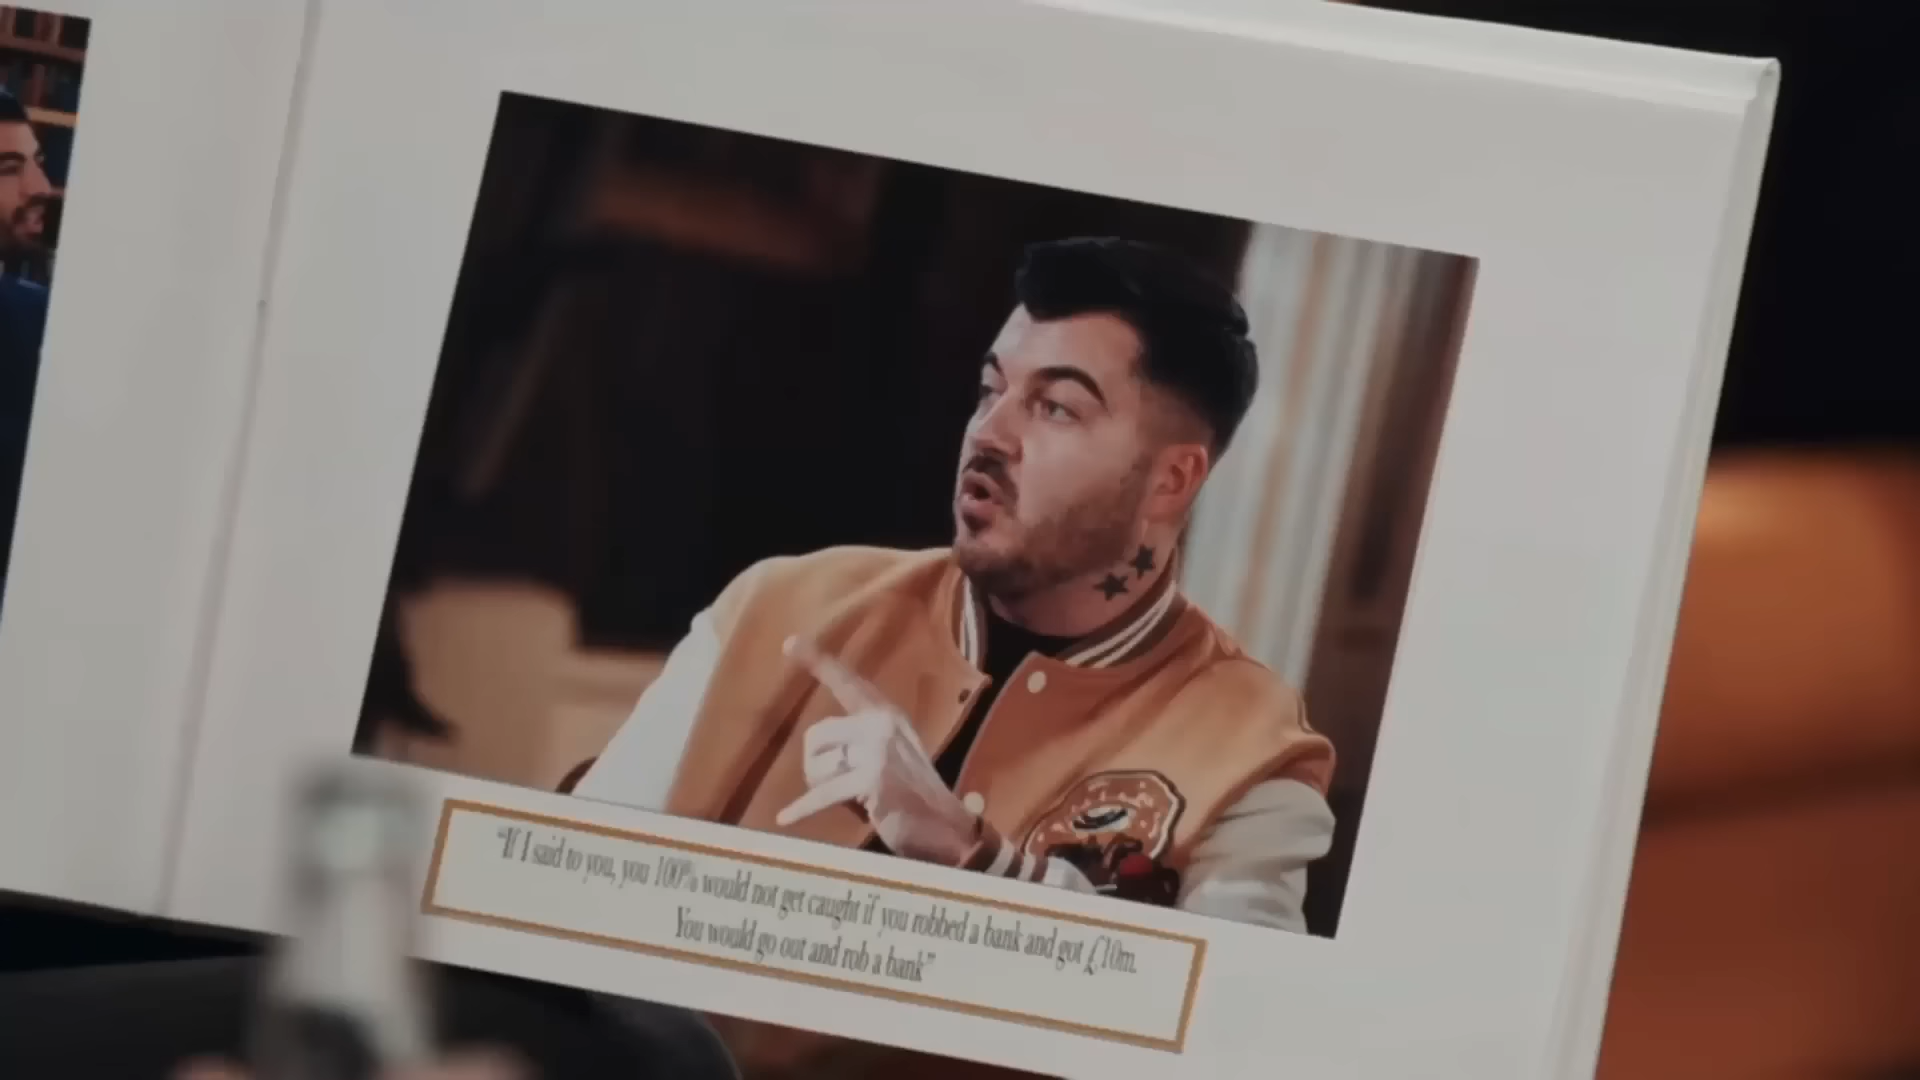 “If I said to you, you 100% would not get caught if you robbed a bank and got £10m.
You would go out and rob a bank”